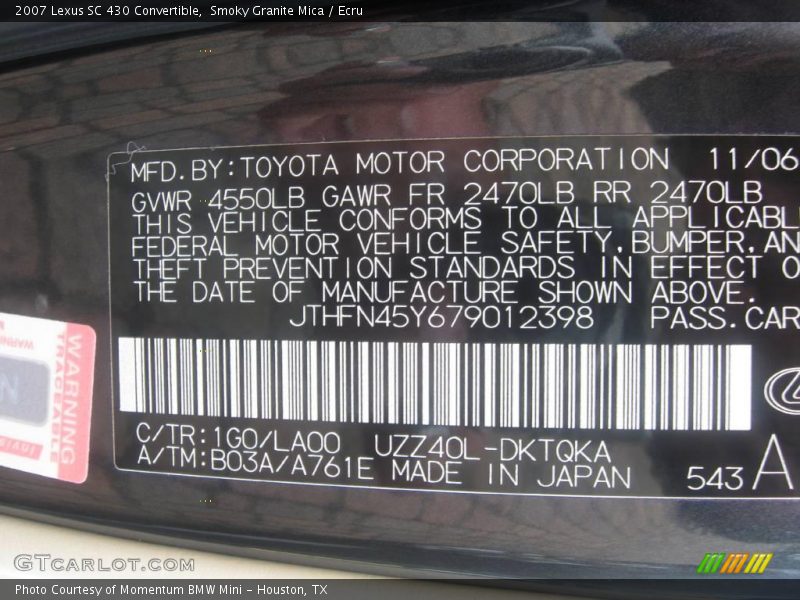 2007 Lexus SC 430 Convertible, Smoky Granite Mica / Ecru
MFD.BY:TOYOTA MOTOR CORPORATION 11/06
GVWR 4550LB GAWR FR 2470LB RR 2470LB
THIS VEHICLE CONFORMS TO ALL APPLICABL
FEDERAL MOTOR VEHICLE SAFETY,BUMPER,AN
THEFT PREVENTION STANDARDS IN EFFECT O
THE DATE OF MANUFACTURE SHOWN ABOVE.
JTHFN45Y679012398 PASS.CAR
WARNING
C/TR:1G0/LA00 UZZ40L-DKTQKA
A/TM:B03A/A761E MADE IN JAPAN 543 A
GTCARLOT.COM
Photo Courtesy of Momentum BMW Mini - Houston, TX